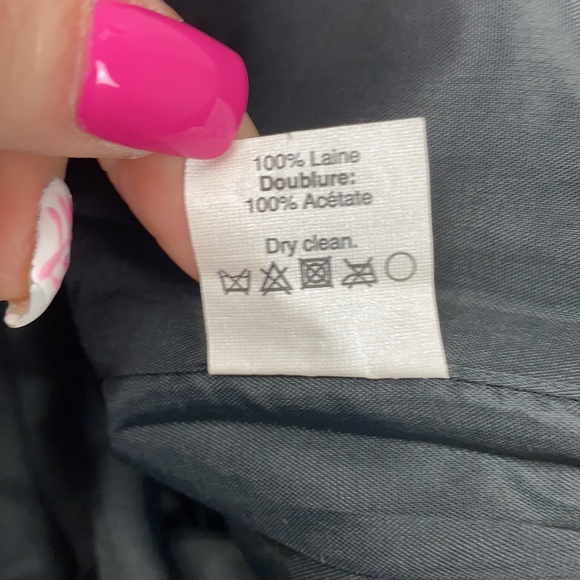 100% Laine
Doublure:
100% Acétate
Dry clean.